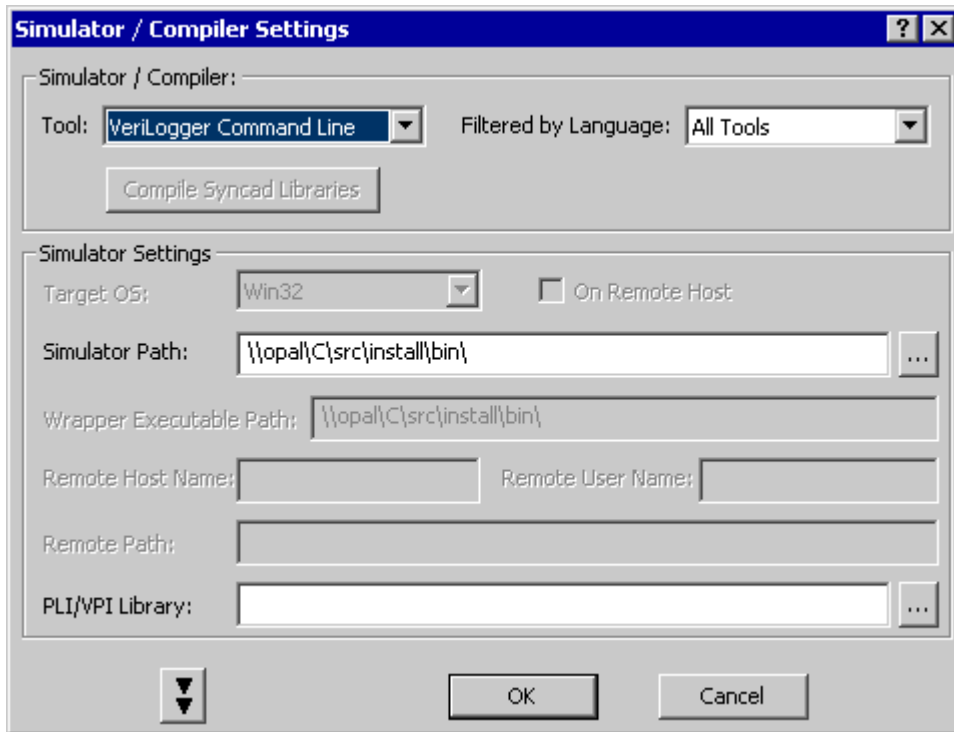 Simulator / Compiler Settings
Simulator / Compiler:
Tool: VeriLogger Command Line Filtered by Language: All Tools
Compile Syncad Libraries
Simulator Settings
Target OS: Win32 On Remote Host
Simulator Path: \\opal\C\src\install\bin\ ...
Wrapper Executable Path: \\opal\C\src\install\bin\
Remote Host Name: Remote User Name:
Remote Path:
PLI/VPI Library: ...
OK Cancel